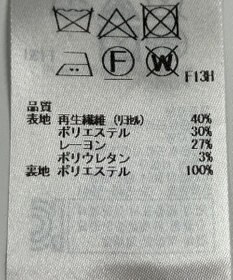 F
W
F13H
品質
表地 再生繊維 (リヨセル) 40%
ポリエステル 30%
レーヨン 27%
ポリウレタン 3%
裏地 ポリエステル 100%